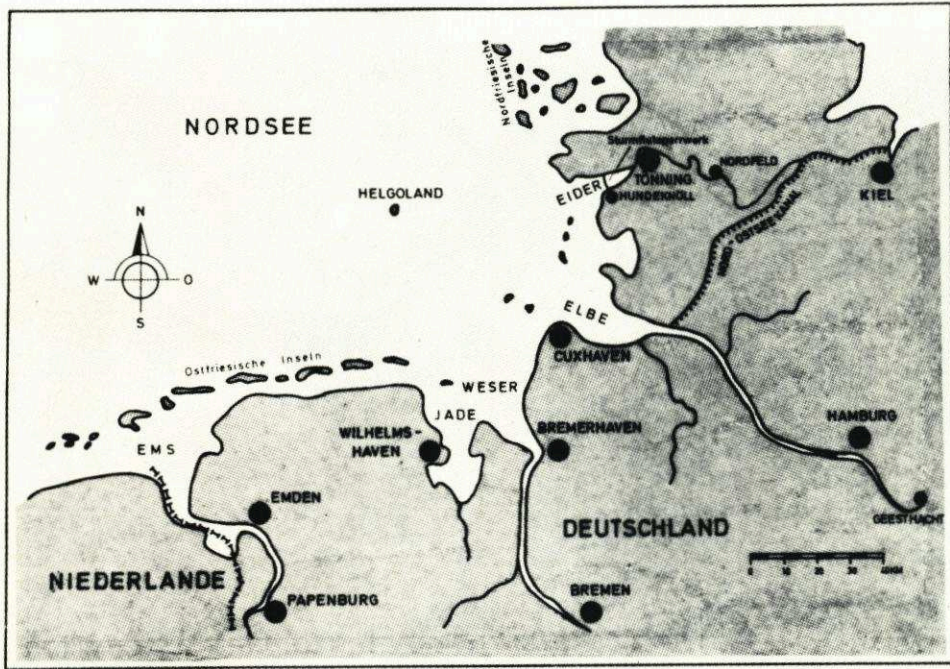 Nordfriesische
Inseln
NORDSEE
Sturmflutsperrwerk
TÖNNING
NORDFELD
EIDER
HUNDEKNÖLL
KIEL
HELGOLAND
NORD-OSTSEE KANAL
N
W
O
S
ELBE
CUXHAVEN
Ostfriesische Inseln
WESER
JADE
WILHELMS-
HAVEN
BREMERHAVEN
HAMBURG
EMS
EMDEN
GEESTHACHT
DEUTSCHLAND
0 10 20 30 40KM
NIEDERLANDE
PAPENBURG
BREMEN